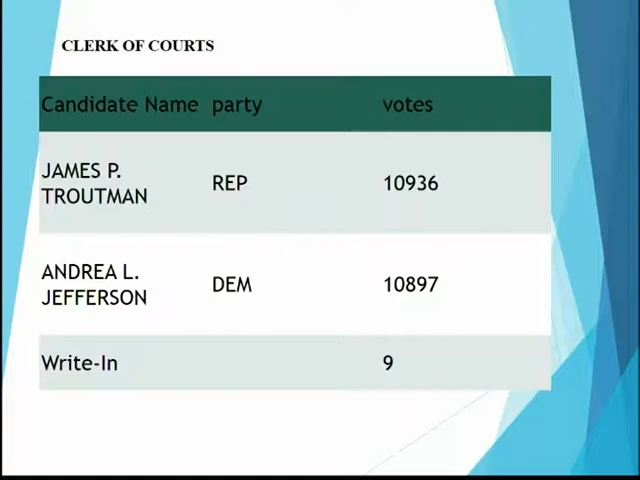 CLERK OF COURTS
Candidate Name party votes
JAMES P.
TROUTMAN REP 10936
ANDREA L.
JEFFERSON DEM 10897
Write-In 9